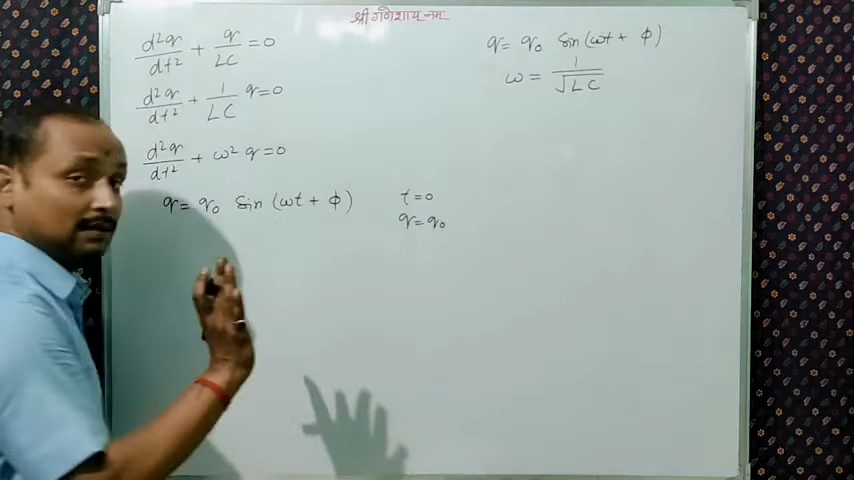 श्री गणेशाय नमः
d²q/dt² + q/LC = 0
d²q/dt² + 1/LC q = 0
d²q/dt² + ω² q = 0
q = q₀ sin (ωt + φ)
t = 0
q = q₀
q = q₀ sin (ωt + φ)
ω = 1/√LC